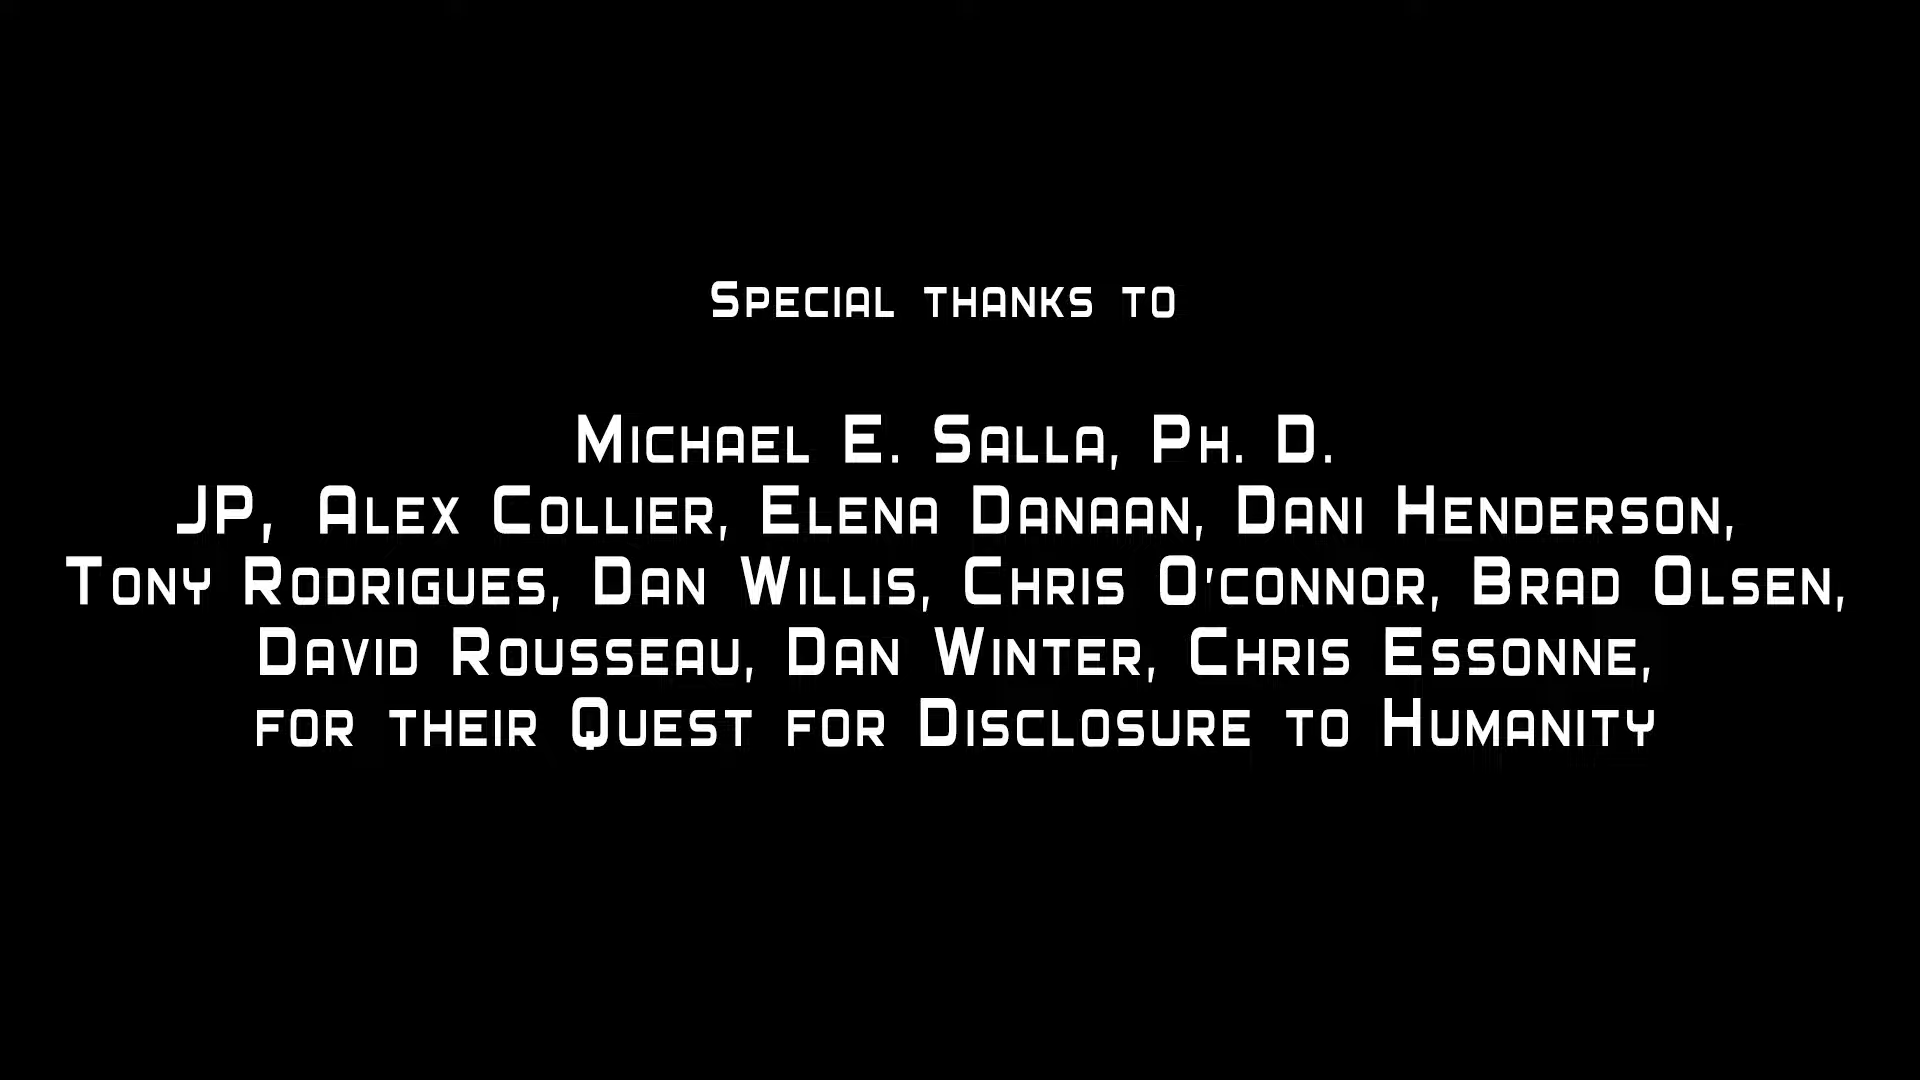 Special thanks to
Michael E. Salla, Ph. D.
JP, Alex Collier, Elena Danaan, Dani Henderson,
Tony Rodrigues, Dan Willis, Chris O'connor, Brad Olsen,
David Rousseau, Dan Winter, Chris Essonne,
for their Quest for Disclosure to Humanity